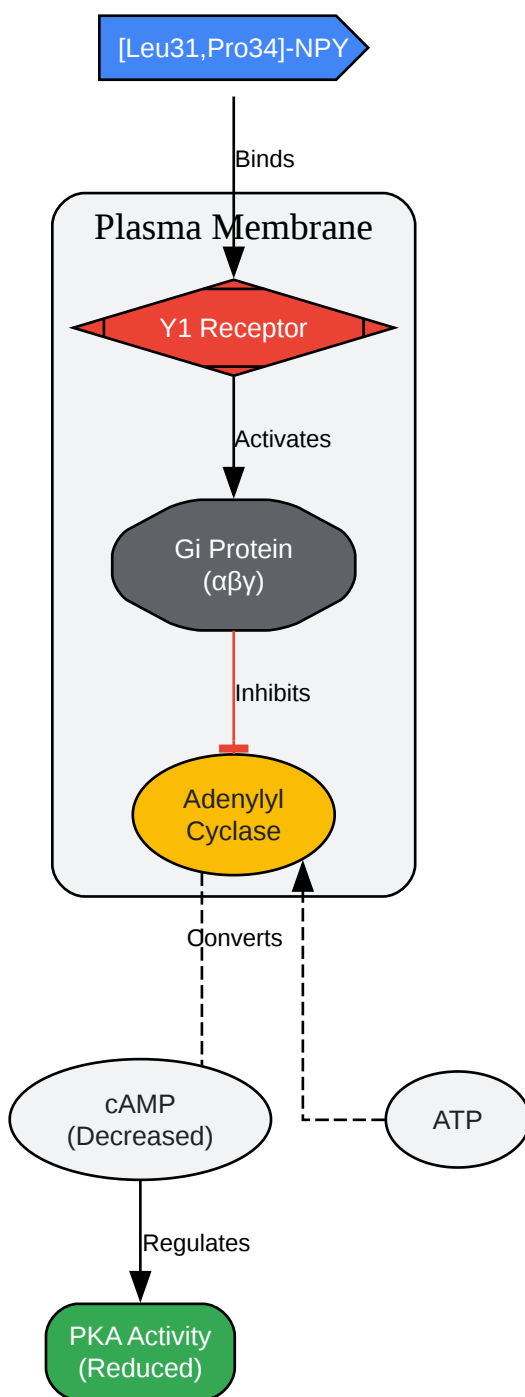 [Leu31,Pro34]-NPY
Binds
Plasma Membrane
Y1 Receptor
Activates
Gi Protein
(αβγ)
Inhibits
Adenylyl
Cyclase
Converts
cAMP
(Decreased)
ATP
Regulates
PKA Activity
(Reduced)